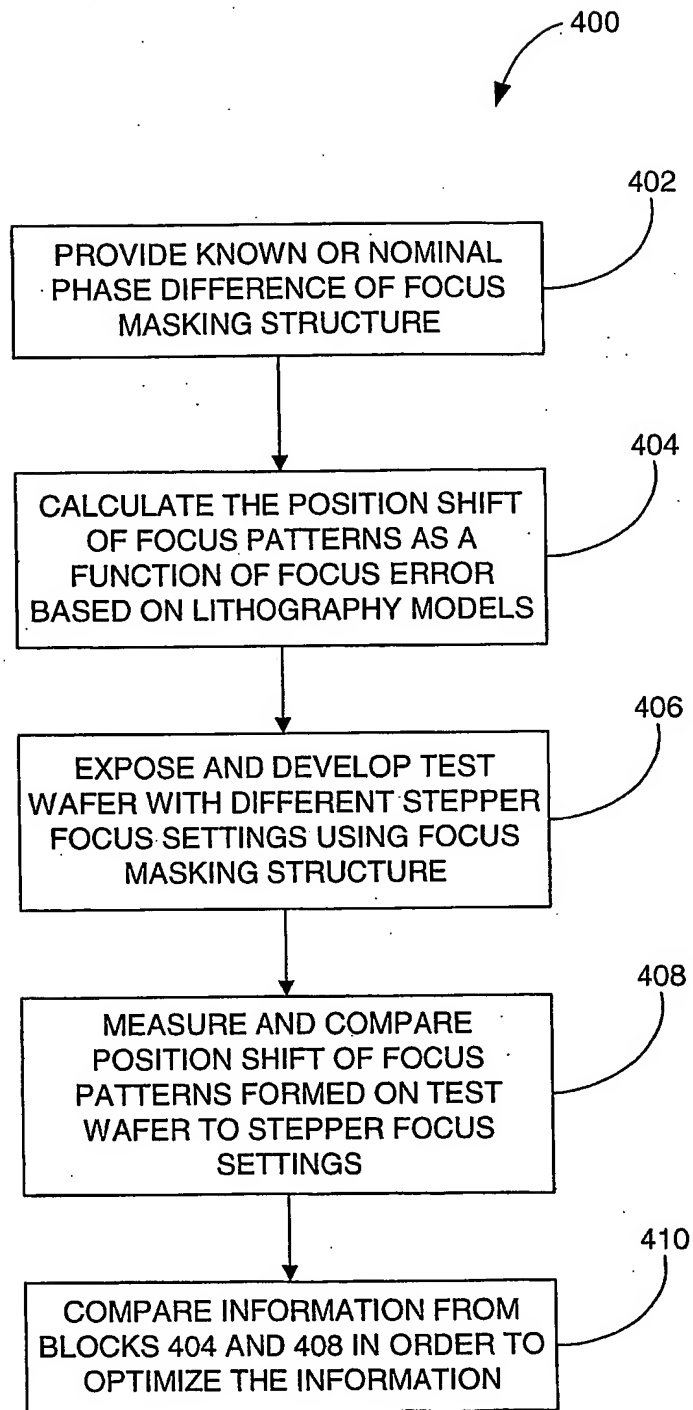 400
402
PROVIDE KNOWN OR NOMINAL
PHASE DIFFERENCE OF FOCUS
MASKING STRUCTURE
404
CALCULATE THE POSITION SHIFT
OF FOCUS PATTERNS AS A
FUNCTION OF FOCUS ERROR
BASED ON LITHOGRAPHY MODELS
406
EXPOSE AND DEVELOP TEST
WAFER WITH DIFFERENT STEPPER
FOCUS SETTINGS USING FOCUS
MASKING STRUCTURE
408
MEASURE AND COMPARE
POSITION SHIFT OF FOCUS
PATTERNS FORMED ON TEST
WAFER TO STEPPER FOCUS
SETTINGS
410
COMPARE INFORMATION FROM
BLOCKS 404 AND 408 IN ORDER TO
OPTIMIZE THE INFORMATION